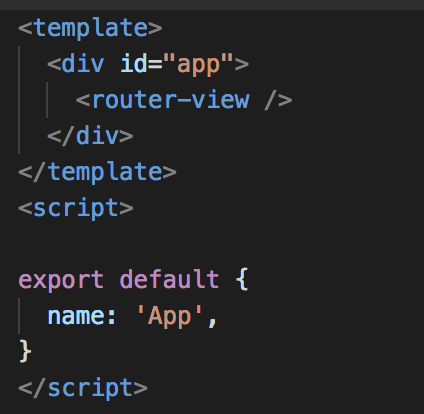 <template>
  <div id="app">
    <router-view />
  </div>
</template>
<script>

export default {
  name: 'App',
}
</script>